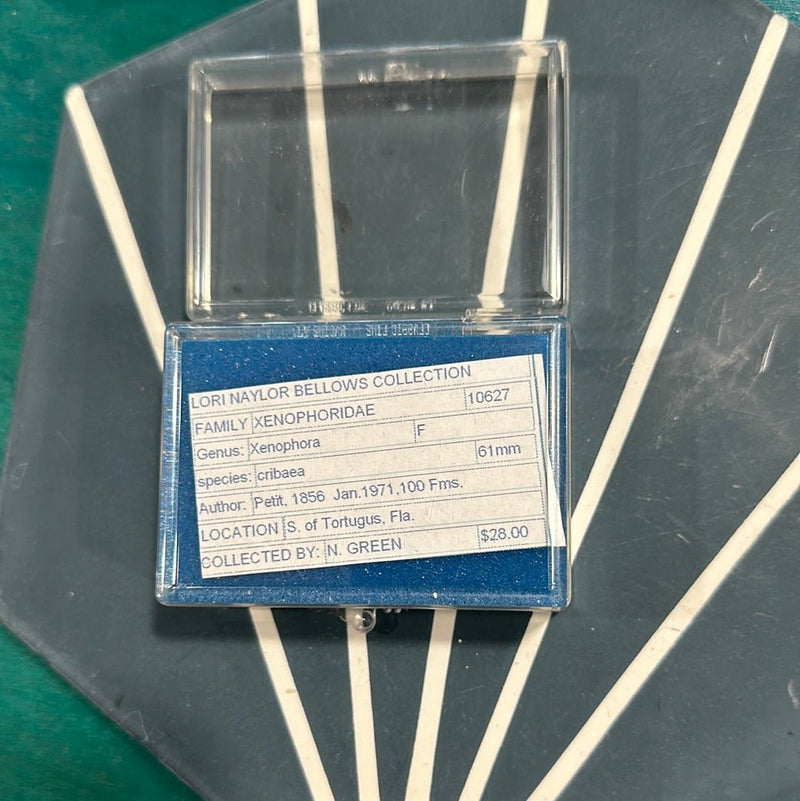 LORI NAYLOR BELLOWS COLLECTION
FAMILY XENOPHORIDAE 10627
Genus: Xenophora F
species: cribaea 61mm
Author: Petit, 1856 Jan.1971,100 Fms.
LOCATION S. of Tortugus, Fla.
COLLECTED BY: N. GREEN $28.00